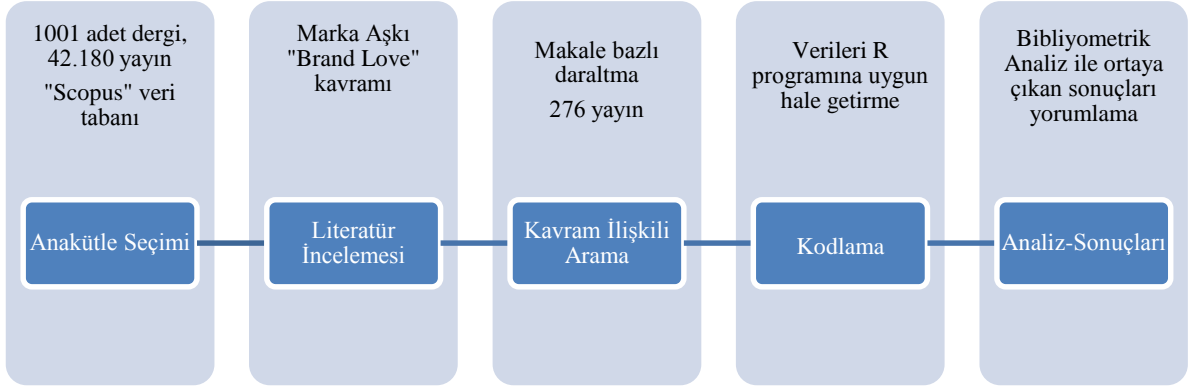 1001 adet dergi,
42.180 yayın
"Scopus" veri
tabanı
Anakütle Seçimi
Marka Aşkı
"Brand Love"
kavramı
Literatür
İncelemesi
Makale bazlı
daraltma
276 yayın
Kavram İlişkili
Arama
Verileri R
programına uygun
hale getirme
Kodlama
Bibliyometrik
Analiz ile ortaya
çıkan sonuçları
yorumlama
Analiz-Sonuçları